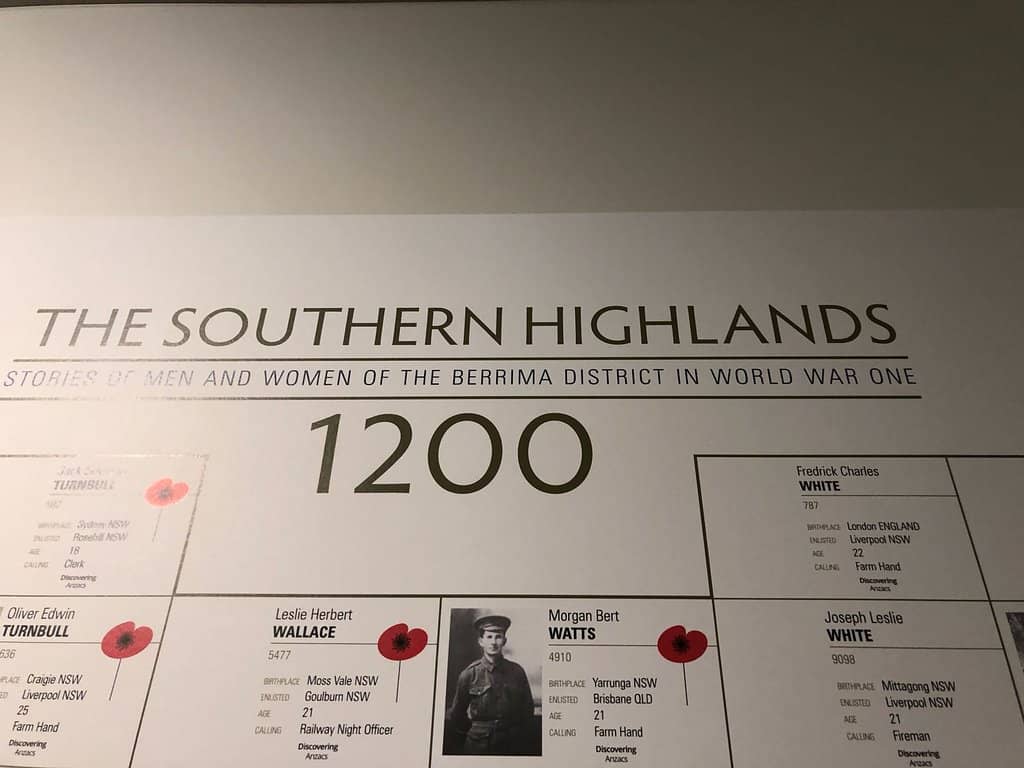 THE SOUTHERN HIGHLANDS
STORIES OF MEN AND WOMEN OF THE BERRIMA DISTRICT IN WORLD WAR ONE
1200
Jack
TURNBULL
BIRTHPLACE Sydney NSW
ENLISTED Rosehill NSW
AGE 18
CALLING Clerk
Discovering
Anzacs
Fredrick Charles
WHITE
787
BIRTHPLACE London ENGLAND
ENLISTED Liverpool NSW
AGE 22
CALLING Farm Hand
Discovering
Anzacs
Oliver Edwin
TURNBULL
636
PLACE Craigie NSW
ED Liverpool NSW
25
Farm Hand
Discovering
Anzacs
Leslie Herbert
WALLACE
5477
BIRTHPLACE Moss Vale NSW
ENLISTED Goulburn NSW
AGE 21
CALLING Railway Night Officer
Discovering
Anzacs
Morgan Bert
WATTS
4910
BIRTHPLACE Yarrunga NSW
ENLISTED Brisbane QLD
AGE 21
CALLING Farm Hand
Discovering
Anzacs
Joseph Leslie
WHITE
9098
BIRTHPLACE Mittagong NSW
ENLISTED Liverpool NSW
AGE 21
CALLING Fireman
Discovering
Anzacs